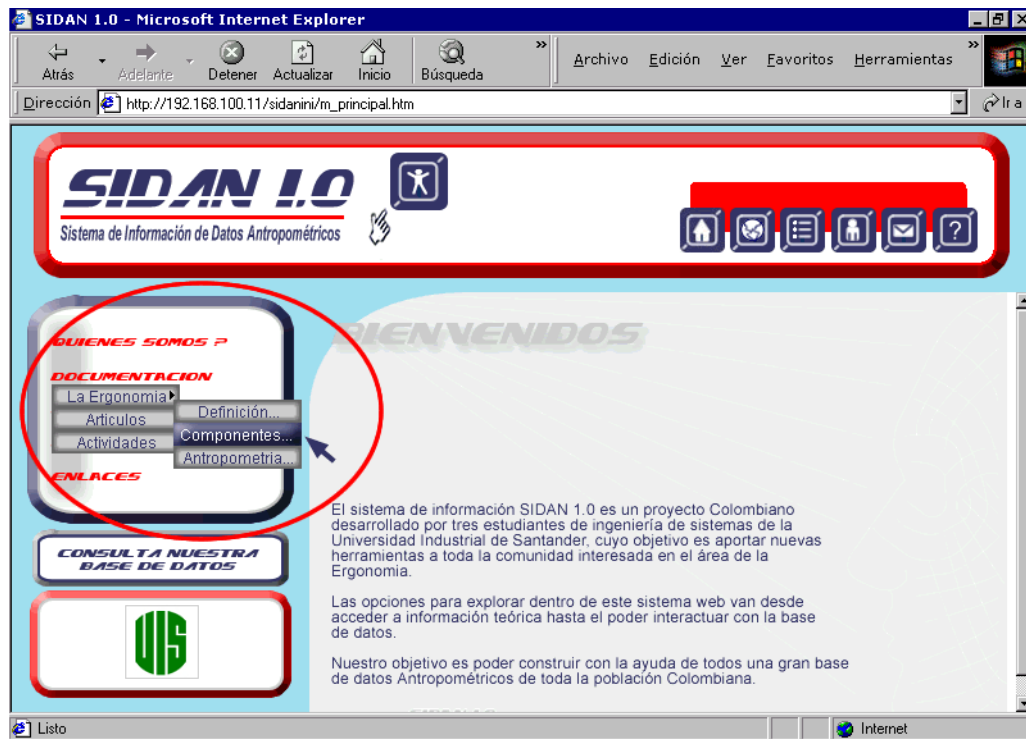 SIDAN 1.0 - Microsoft Internet Explorer
Atrás Adelante Detener Actualizar Inicio Búsqueda » Archivo Edición Ver Favoritos Herramientas »
Dirección http://192.168.100.11/sidanini/m_principal.htm Ir a
SIDAN 1.0
Sistema de Información de Datos Antropométricos
?
BIENVENIDOS
QUIENES SOMOS ?
DOCUMENTACION
La Ergonomia
Articulos
Actividades
Definición...
Componentes...
Antropometria...
ENLACES
CONSULTA NUESTRA
BASE DE DATOS
UIS
El sistema de información SIDAN 1.0 es un proyecto Colombiano
desarrollado por tres estudiantes de ingeniería de sistemas de la
Universidad Industrial de Santander, cuyo objetivo es aportar nuevas
herramientas a toda la comunidad interesada en el área de la
Ergonomia.
Las opciones para explorar dentro de este sistema web van desde
acceder a información teórica hasta el poder interactuar con la base
de datos.
Nuestro objetivo es poder construir con la ayuda de todos una gran base
de datos Antropométricos de toda la población Colombiana.
Listo Internet